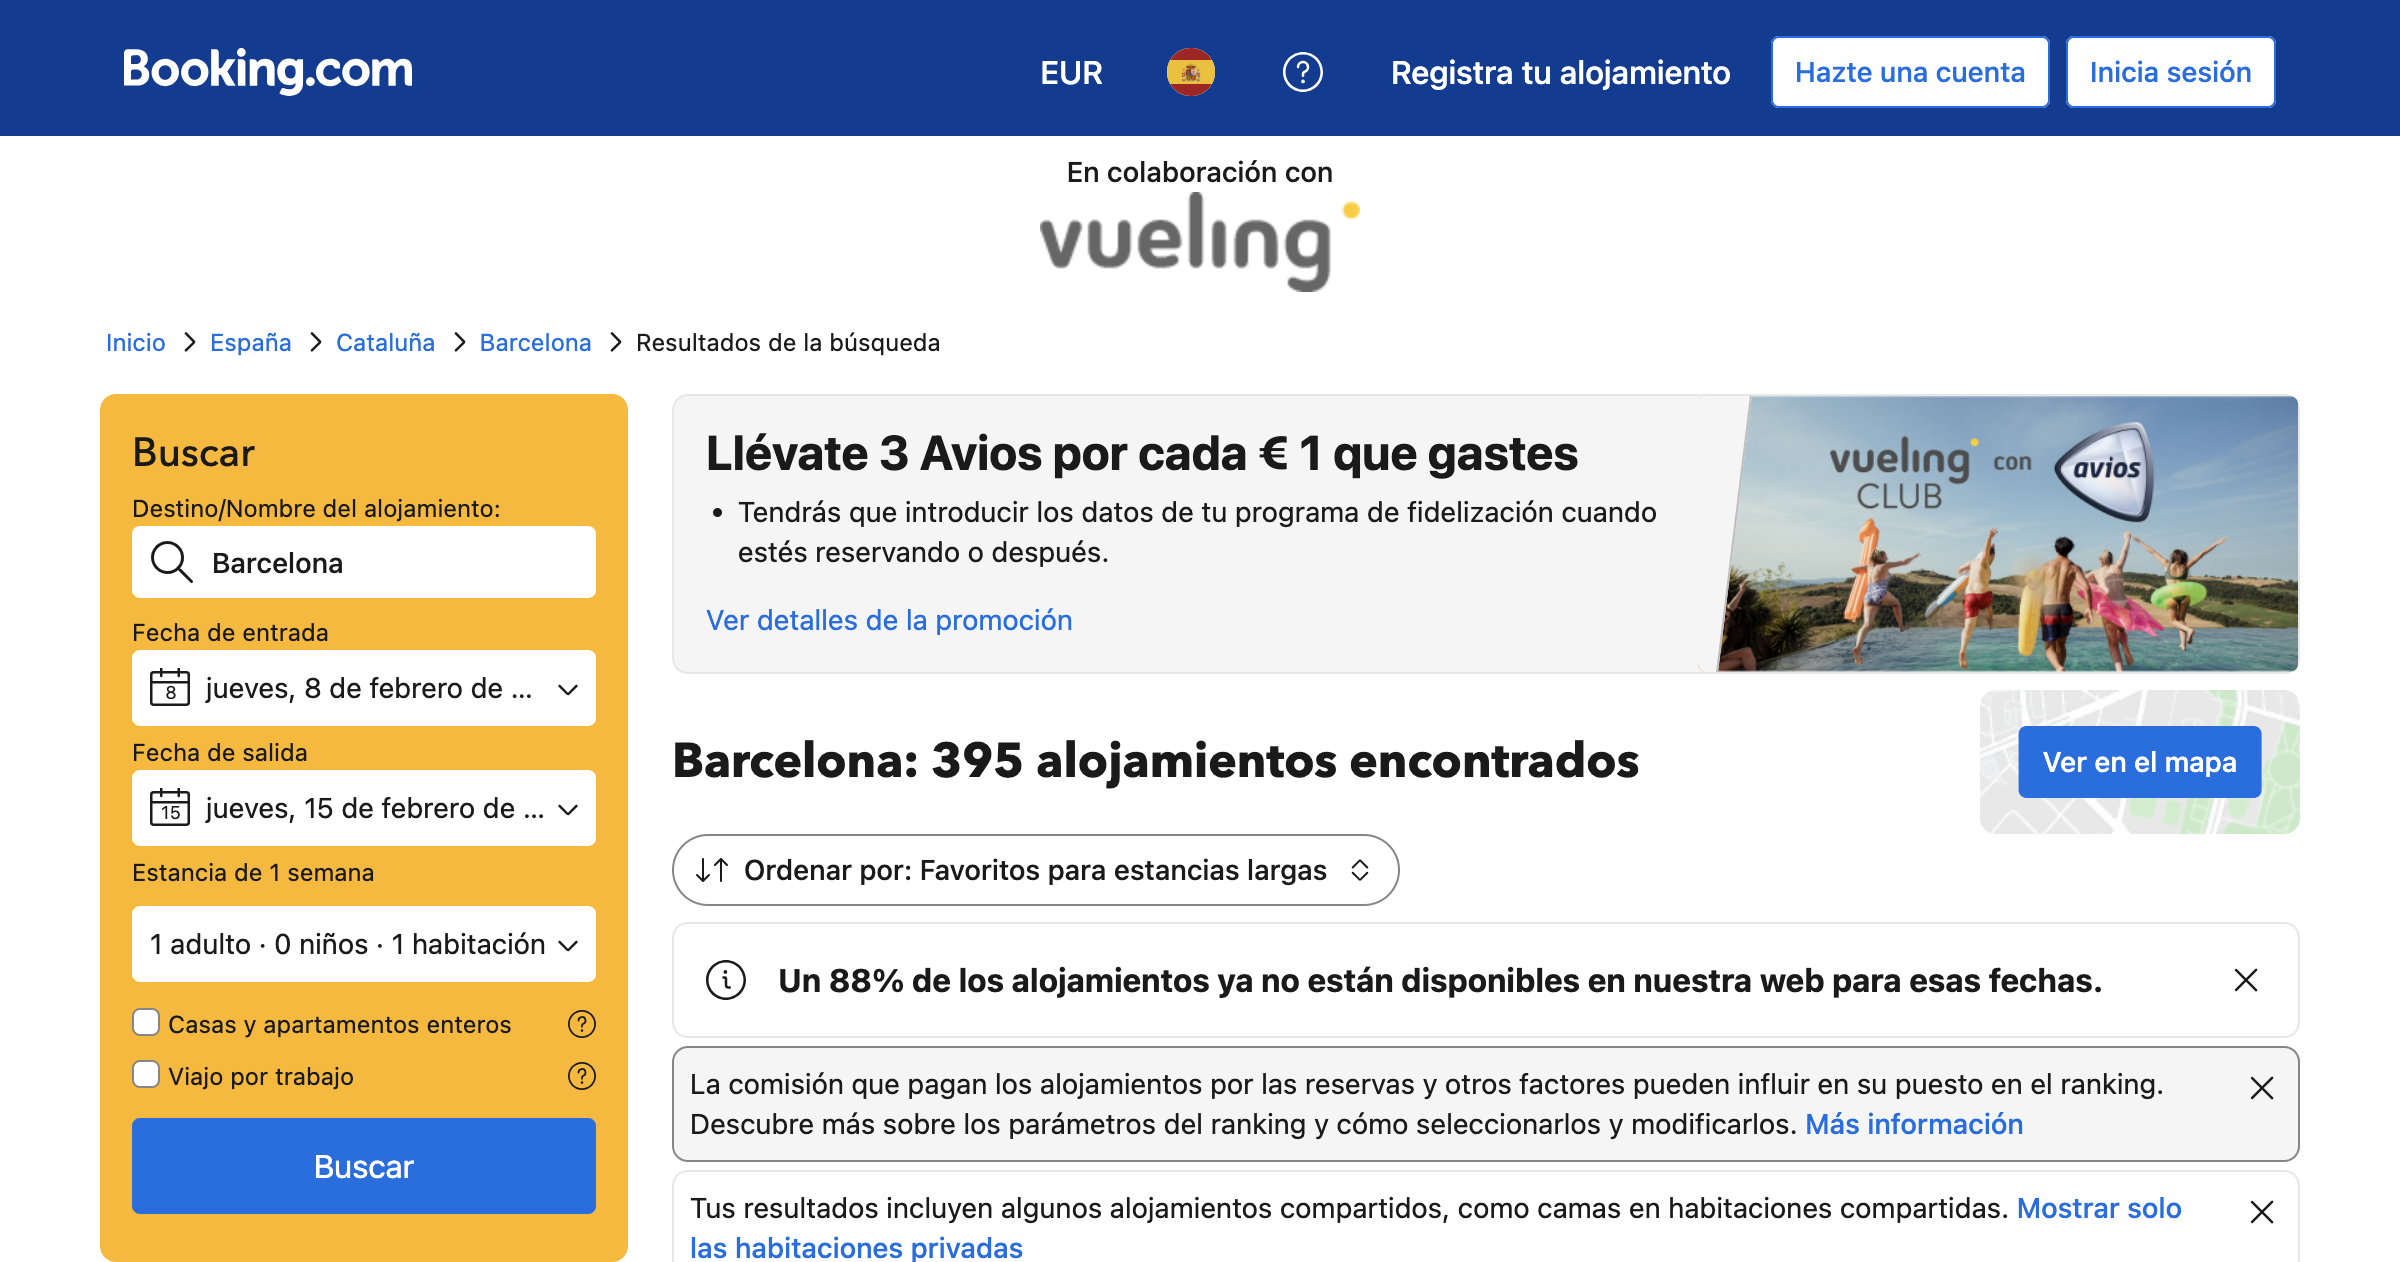 Booking.com
EUR
Registra tu alojamiento
Hazte una cuenta
Inicia sesión
En colaboración con
vueling
Inicio
España
Cataluña
Barcelona
Resultados de la búsqueda
Buscar
Destino/Nombre del alojamiento:
Barcelona
Fecha de entrada
8
jueves, 8 de febrero de ...
Fecha de salida
15
jueves, 15 de febrero de ...
Estancia de 1 semana
1 adulto · 0 niños · 1 habitación
Casas y apartamentos enteros
Viajo por trabajo
Buscar
Llévate 3 Avios por cada € 1 que gastes
• Tendrás que introducir los datos de tu programa de fidelización cuando
estés reservando o después.
Ver detalles de la promoción
vueling con avios
CLUB
Barcelona: 395 alojamientos encontrados
Ver en el mapa
Ordenar por: Favoritos para estancias largas
Un 88% de los alojamientos ya no están disponibles en nuestra web para esas fechas.
La comisión que pagan los alojamientos por las reservas y otros factores pueden influir en su puesto en el ranking.
Descubre más sobre los parámetros del ranking y cómo seleccionarlos y modificarlos. Más información
Tus resultados incluyen algunos alojamientos compartidos, como camas en habitaciones compartidas. Mostrar solo
las habitaciones privadas